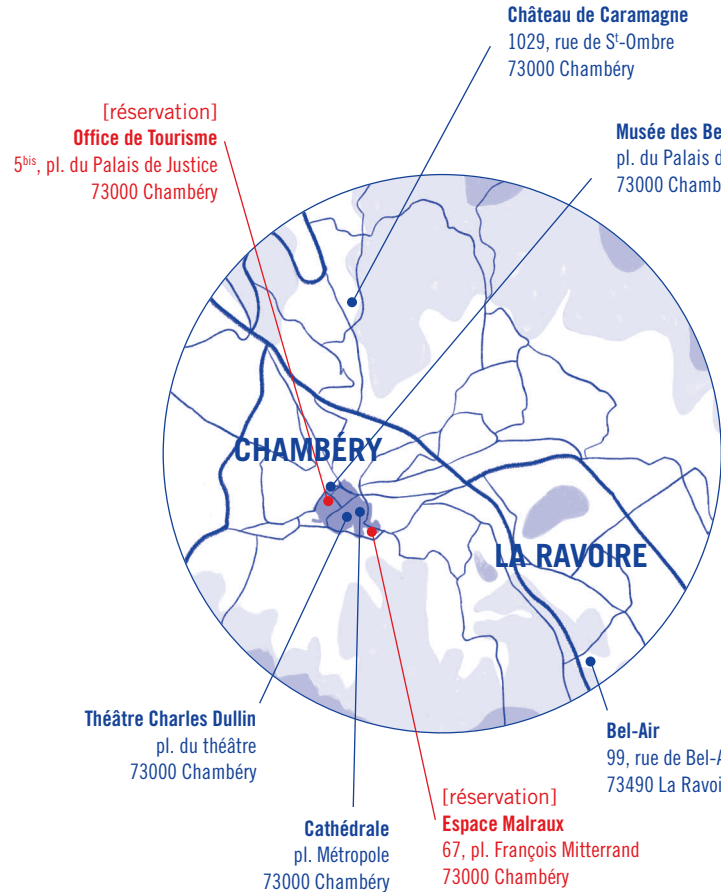 Château de Caramagne
1029, rue de St-Ombre
73000 Chambéry
[réservation]
Office de Tourisme
5bis, pl. du Palais de Justice
73000 Chambéry
Musée des Be
pl. du Palais d
73000 Chamb
CHAMBÉRY
LA RAVOIRE
Théâtre Charles Dullin
pl. du théâtre
73000 Chambéry
Bel-Air
99, rue de Bel-A
73490 La Ravoi
[réservation]
Espace Malraux
67, pl. François Mitterrand
73000 Chambéry
Cathédrale
pl. Métropole
73000 Chambéry